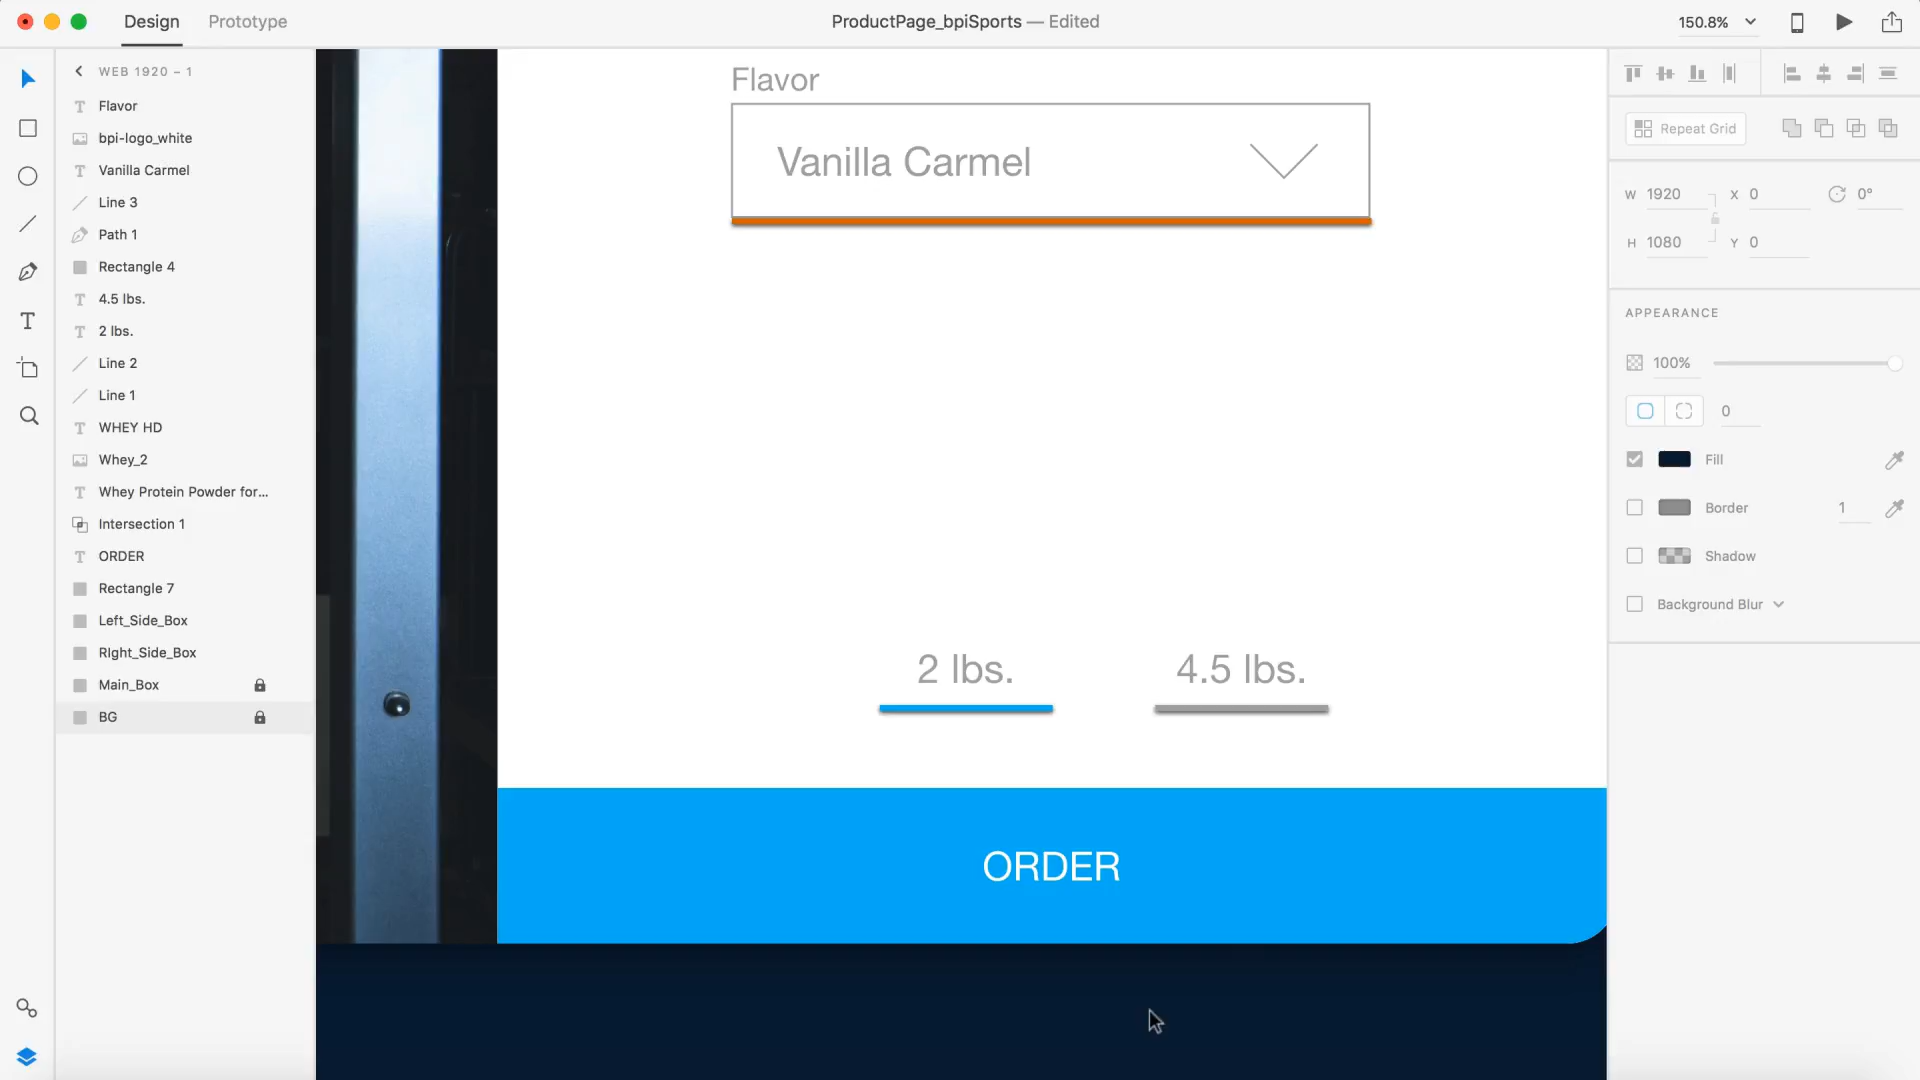 Design
Prototype
ProductPage_bpiSports — Edited
150.8%
WEB 1920 – 1
Flavor
bpi-logo_white
Vanilla Carmel
Line 3
Path 1
Rectangle 4
4.5 lbs.
2 lbs.
Line 2
Line 1
WHEY HD
Whey_2
Whey Protein Powder for...
Intersection 1
ORDER
Rectangle 7
Left_Side_Box
RIght_Side_Box
Main_Box
BG
Flavor
Vanilla Carmel
2 lbs.
4.5 lbs.
ORDER
Repeat Grid
W 1920
X 0
0°
H 1080
Y 0
APPEARANCE
100%
0
Fill
Border
1
Shadow
Background Blur